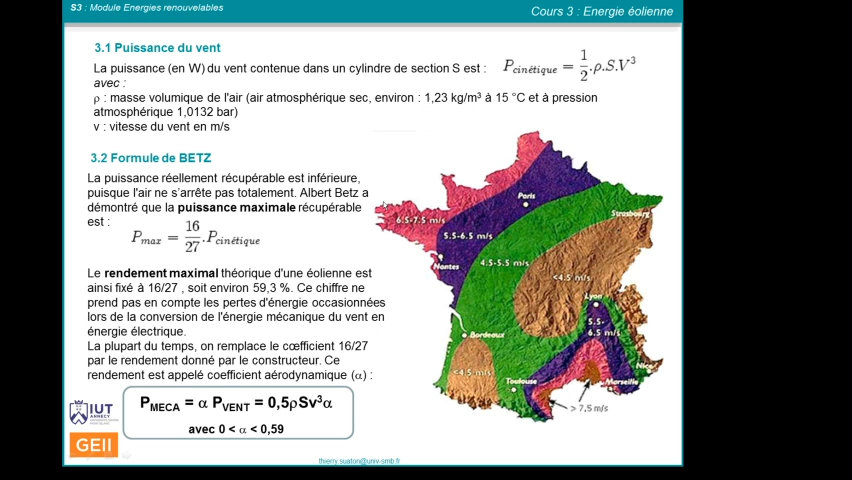 S3 : Module Energies renouvelables
Cours 3 : Energie éolienne
3.1 Puissance du vent
La puissance (en W) du vent contenue dans un cylindre de section S est :
P_cinétique = 1/2 .ρ.S.V³
avec :
ρ : masse volumique de l'air (air atmosphérique sec, environ : 1,23 kg/m³ à 15 °C et à pression
atmosphérique 1,0132 bar)
v : vitesse du vent en m/s
3.2 Formule de BETZ
La puissance réellement récupérable est inférieure,
puisque l'air ne s'arrête pas totalement. Albert Betz a
démontré que la puissance maximale récupérable
est :
P_max = 16/27 .P_cinétique
Le rendement maximal théorique d'une éolienne est
ainsi fixé à 16/27 , soit environ 59,3 %. Ce chiffre ne
prend pas en compte les pertes d'énergie occasionnées
lors de la conversion de l'énergie mécanique du vent en
énergie électrique.
La plupart du temps, on remplace le cœfficient 16/27
par le rendement donné par le constructeur. Ce
rendement est appelé coefficient aérodynamique (α) :
P_MECA = α P_VENT = 0,5ρSv³α
avec 0 < α < 0,59
IUT
ANNECY
GEII
Paris
Strasbourg
6.5-7.5 m/s
5.5-6.5 m/s
Nantes
4.5-5.5 m/s
<4.5 m/s
Lyon
5.5-
6.5 m/s
Bordeaux
<4.5 m/s
Nice
Toulouse
Marseille
> 7,5 m/s
thierry.suaton@univ-smb.fr